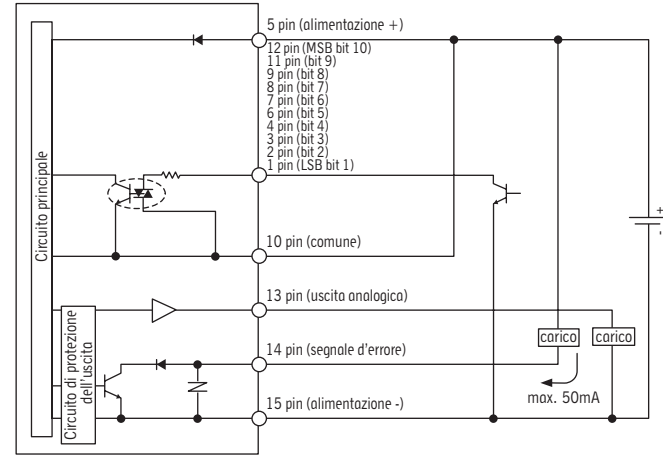 5 pin (alimentazione +)
12 pin (MSB bit 10)
11 pin (bit 9)
9 pin (bit 8)
8 pin (bit 7)
7 pin (bit 6)
6 pin (bit 5)
4 pin (bit 4)
3 pin (bit 3)
2 pin (bit 2)
1 pin (LSB bit 1)
Circuito principale
+
-
10 pin (comune)
13 pin (uscita analogica)
Circuito di protezione
dell'uscita
carico
carico
14 pin (segnale d'errore)
max. 50mA
15 pin (alimentazione -)